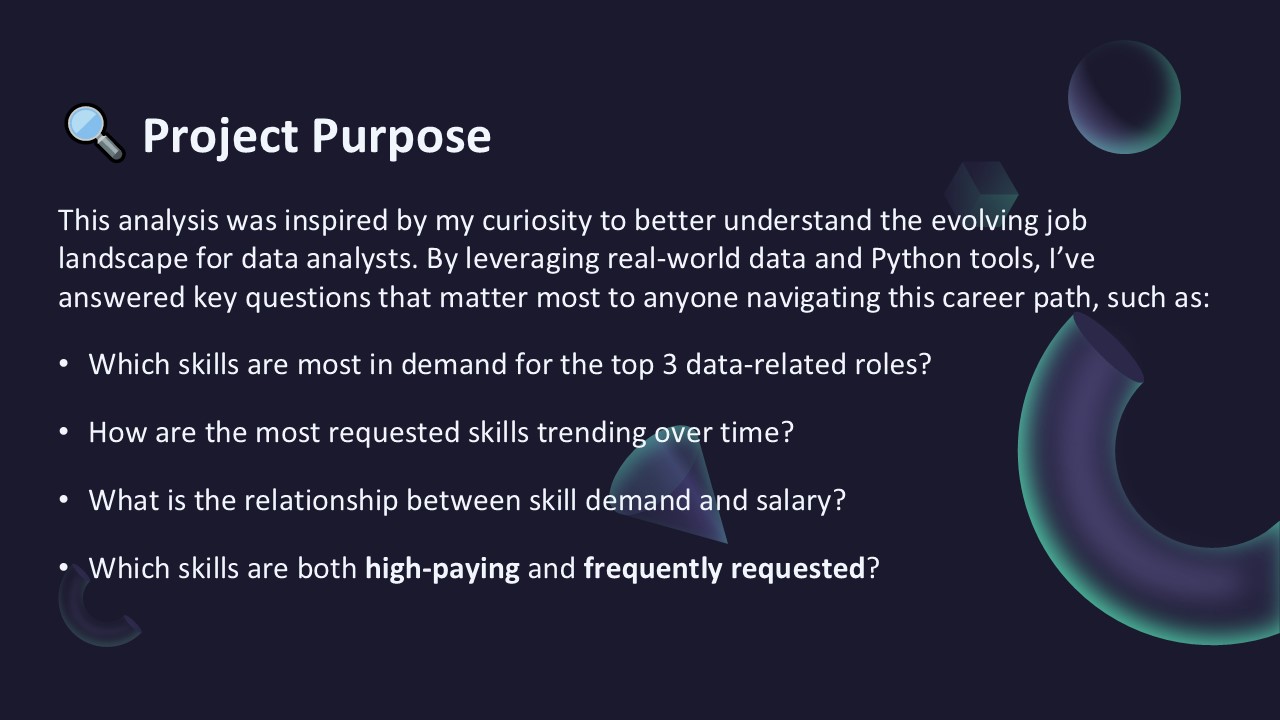 🔍 Project Purpose
This analysis was inspired by my curiosity to better understand the evolving job
landscape for data analysts. By leveraging real-world data and Python tools, I’ve
answered key questions that matter most to anyone navigating this career path, such as:
• Which skills are most in demand for the top 3 data-related roles?
• How are the most requested skills trending over time?
• What is the relationship between skill demand and salary?
• Which skills are both high-paying and frequently requested?